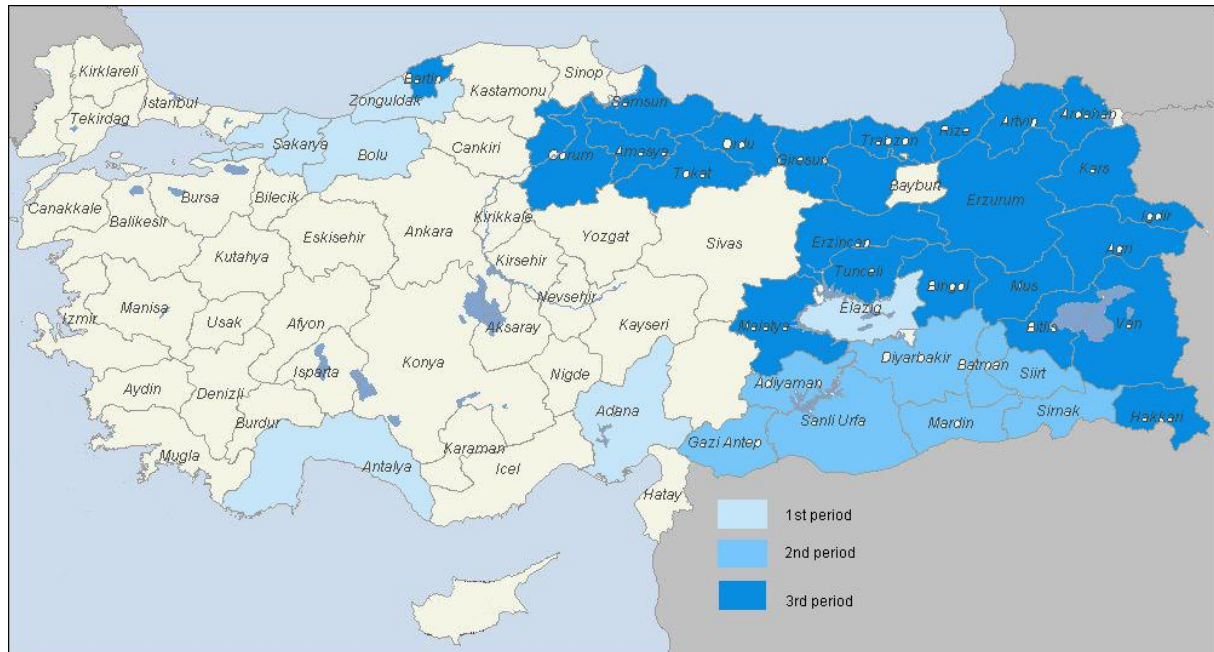 Kirklareli
Istanbul
Tekirdag
Bartin
Zonguldak
Kastamonu
Sinop
Samsun
Sakarya
Bolu
Cankiri
Corum
Amasya
Ordu
Tokat
Giresun
Trabzon
Rize
Artvin
Ardahan
Kars
Bayburt
Erzurum
Igdir
Canakkale
Balikesir
Bursa
Bilecik
Eskisehir
Ankara
Kirikkale
Yozgat
Sivas
Erzincan
Agri
Kutahya
Kirsehir
Tunceli
Bingol
Mus
Manisa
Izmir
Usak
Afyon
Nevsehir
Aksaray
Kayseri
Malatya
Elazig
Bitlis
Van
Konya
Isparta
Nigde
Diyarbakir
Batman
Siirt
Aydin
Denizli
Burdur
Adiyaman
Adana
Sanli Urfa
Mardin
Sirnak
Hakkari
Gazi Antep
Mugla
Antalya
Karaman
Icel
Hatay
1st period
2nd period
3rd period